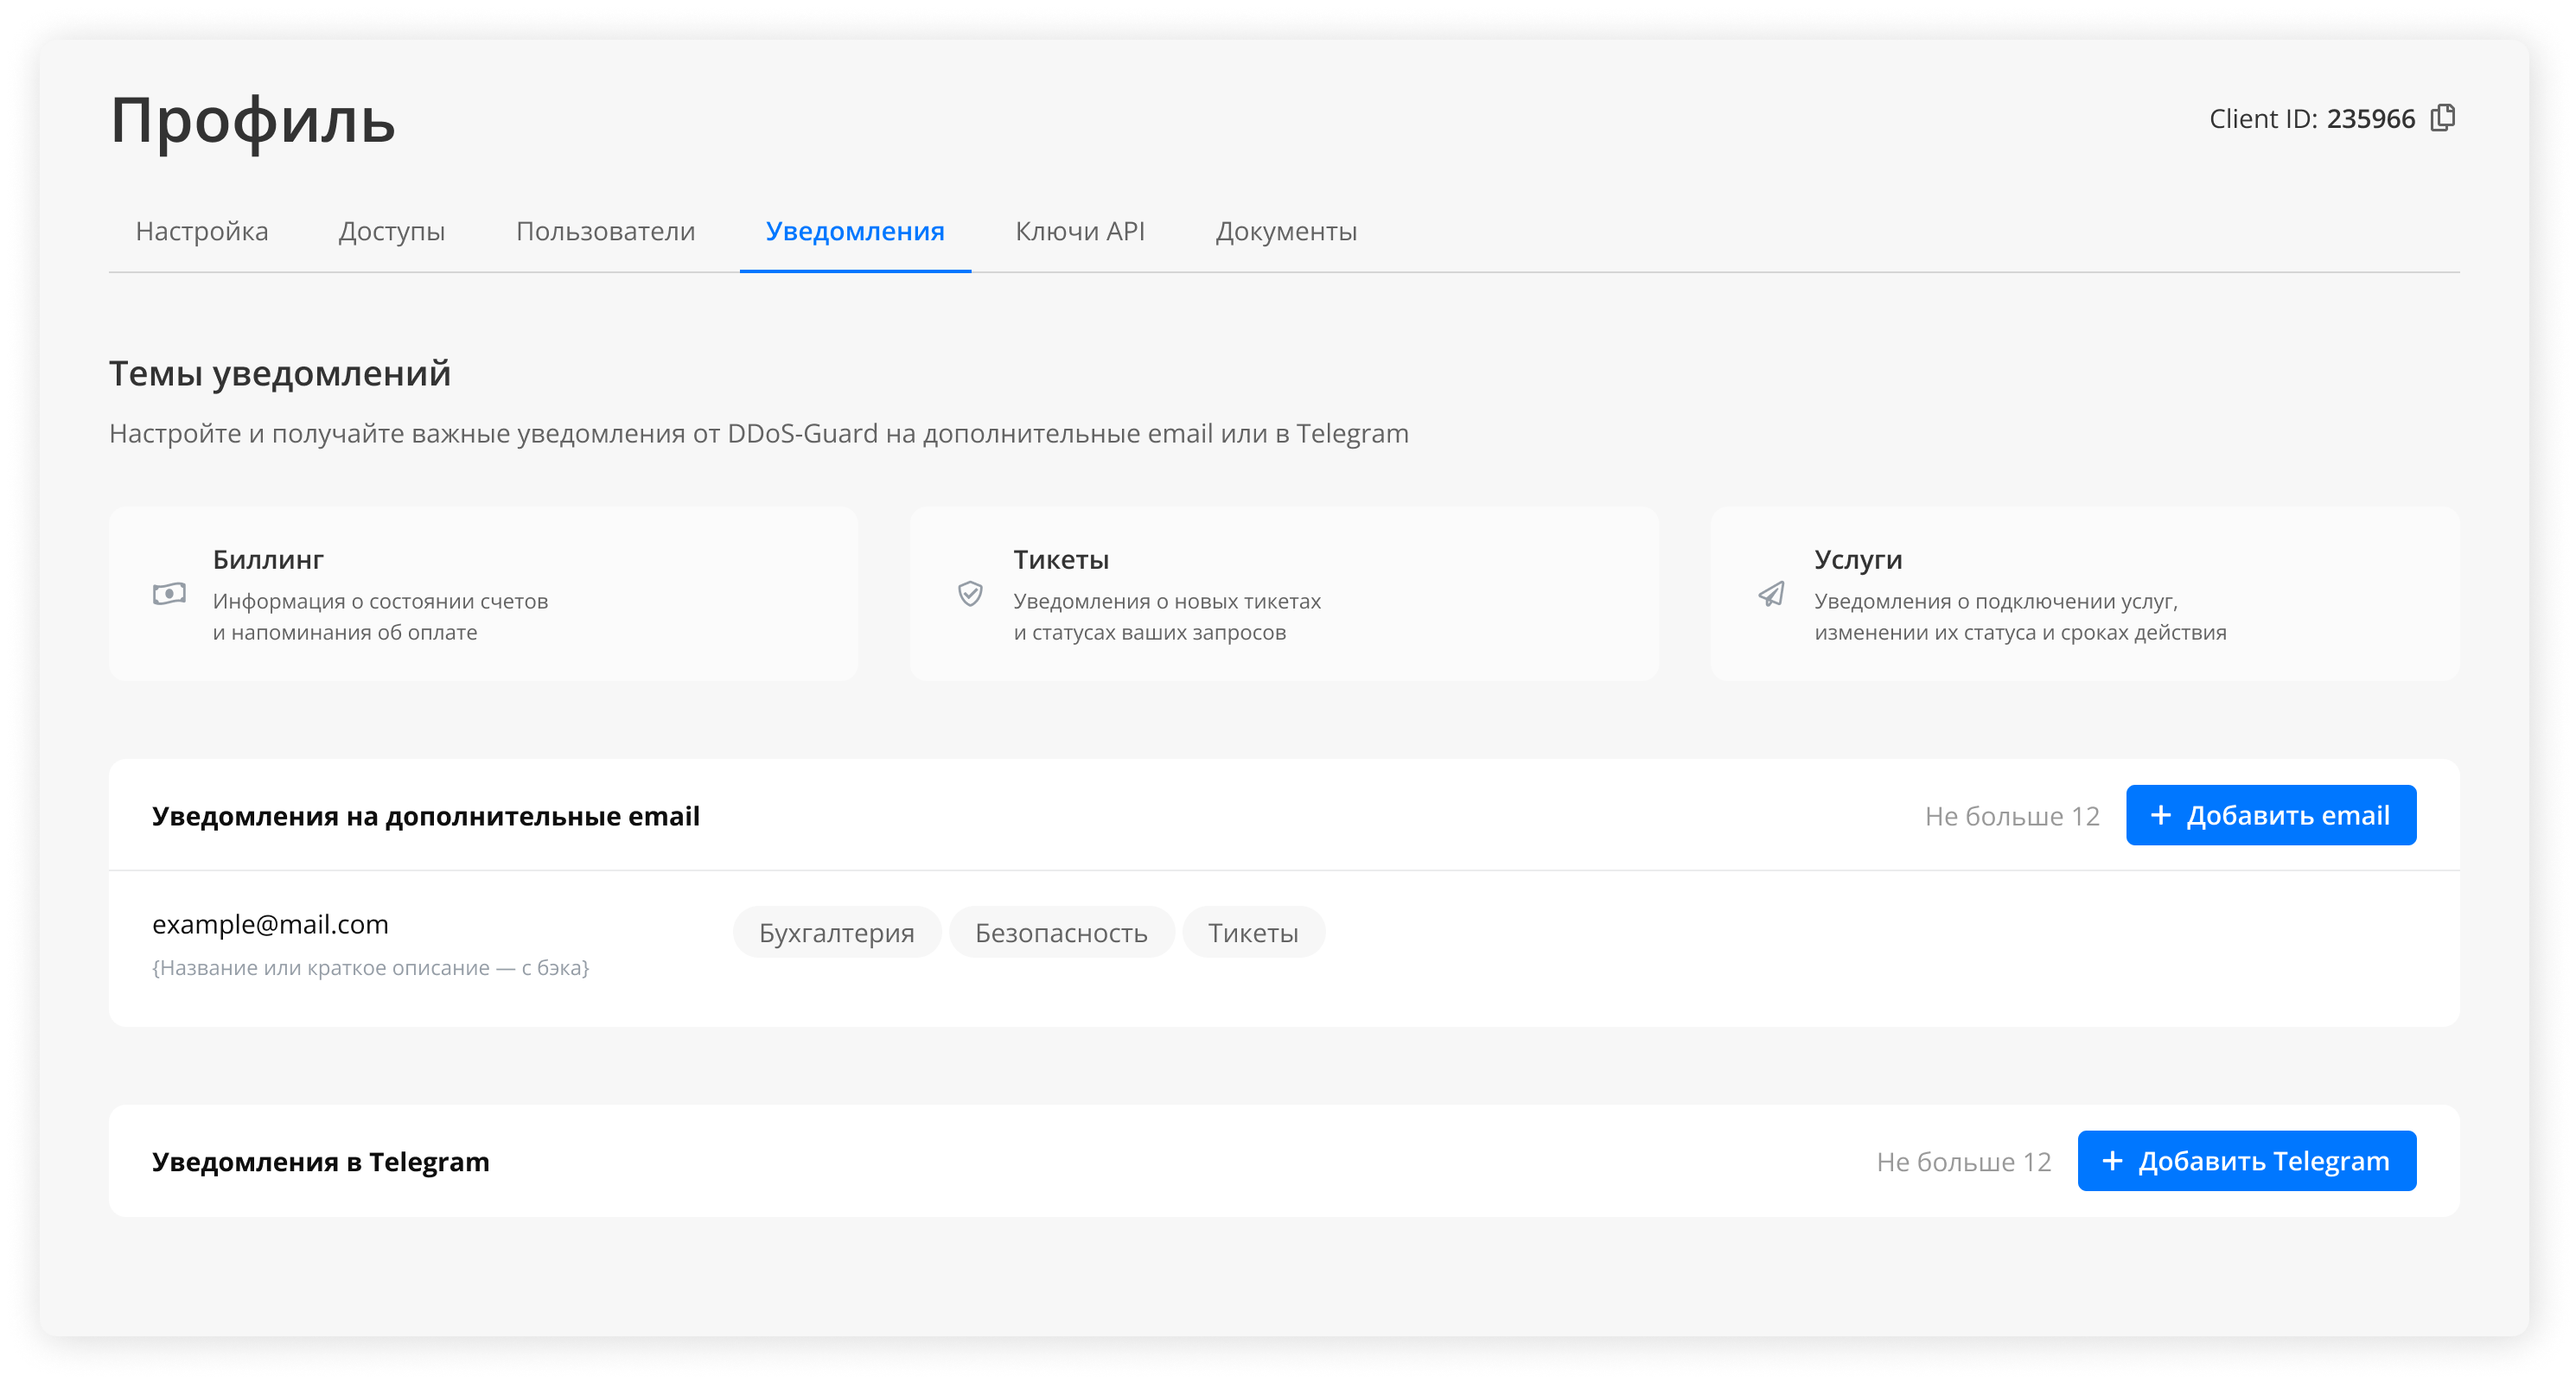 Профиль
Client ID: 235966
Настройка Доступы Пользователи Уведомления Ключи API Документы
Темы уведомлений
Настройте и получайте важные уведомления от DDoS-Guard на дополнительные email или в Telegram
Биллинг
Информация о состоянии счетов
и напоминания об оплате
Тикеты
Уведомления о новых тикетах
и статусах ваших запросов
Услуги
Уведомления о подключении услуг,
изменении их статуса и сроках действия
Уведомления на дополнительные email
Не больше 12
+ Добавить email
example@mail.com
{Название или краткое описание — с бэка}
Бухгалтерия Безопасность Тикеты
Уведомления в Telegram
Не больше 12
+ Добавить Telegram